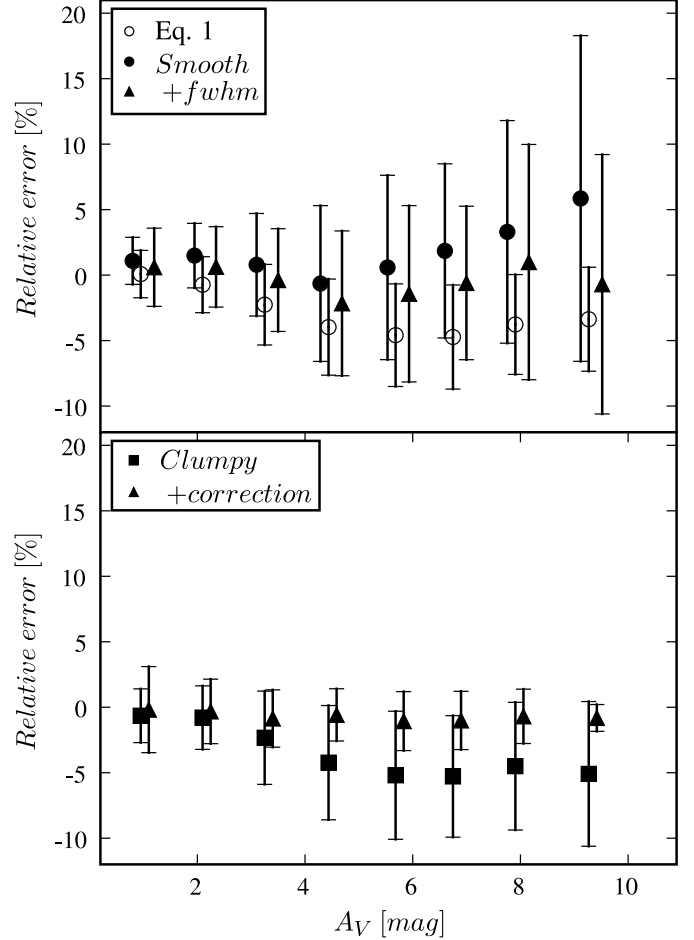 20
15
10
5
0
-5
-10
Relative error [%]
Eq. 1
Smooth
+fwhm
20
15
10
5
0
-5
-10
Relative error [%]
Clumpy
+correction
2 4 6 8 10
A_V [mag]